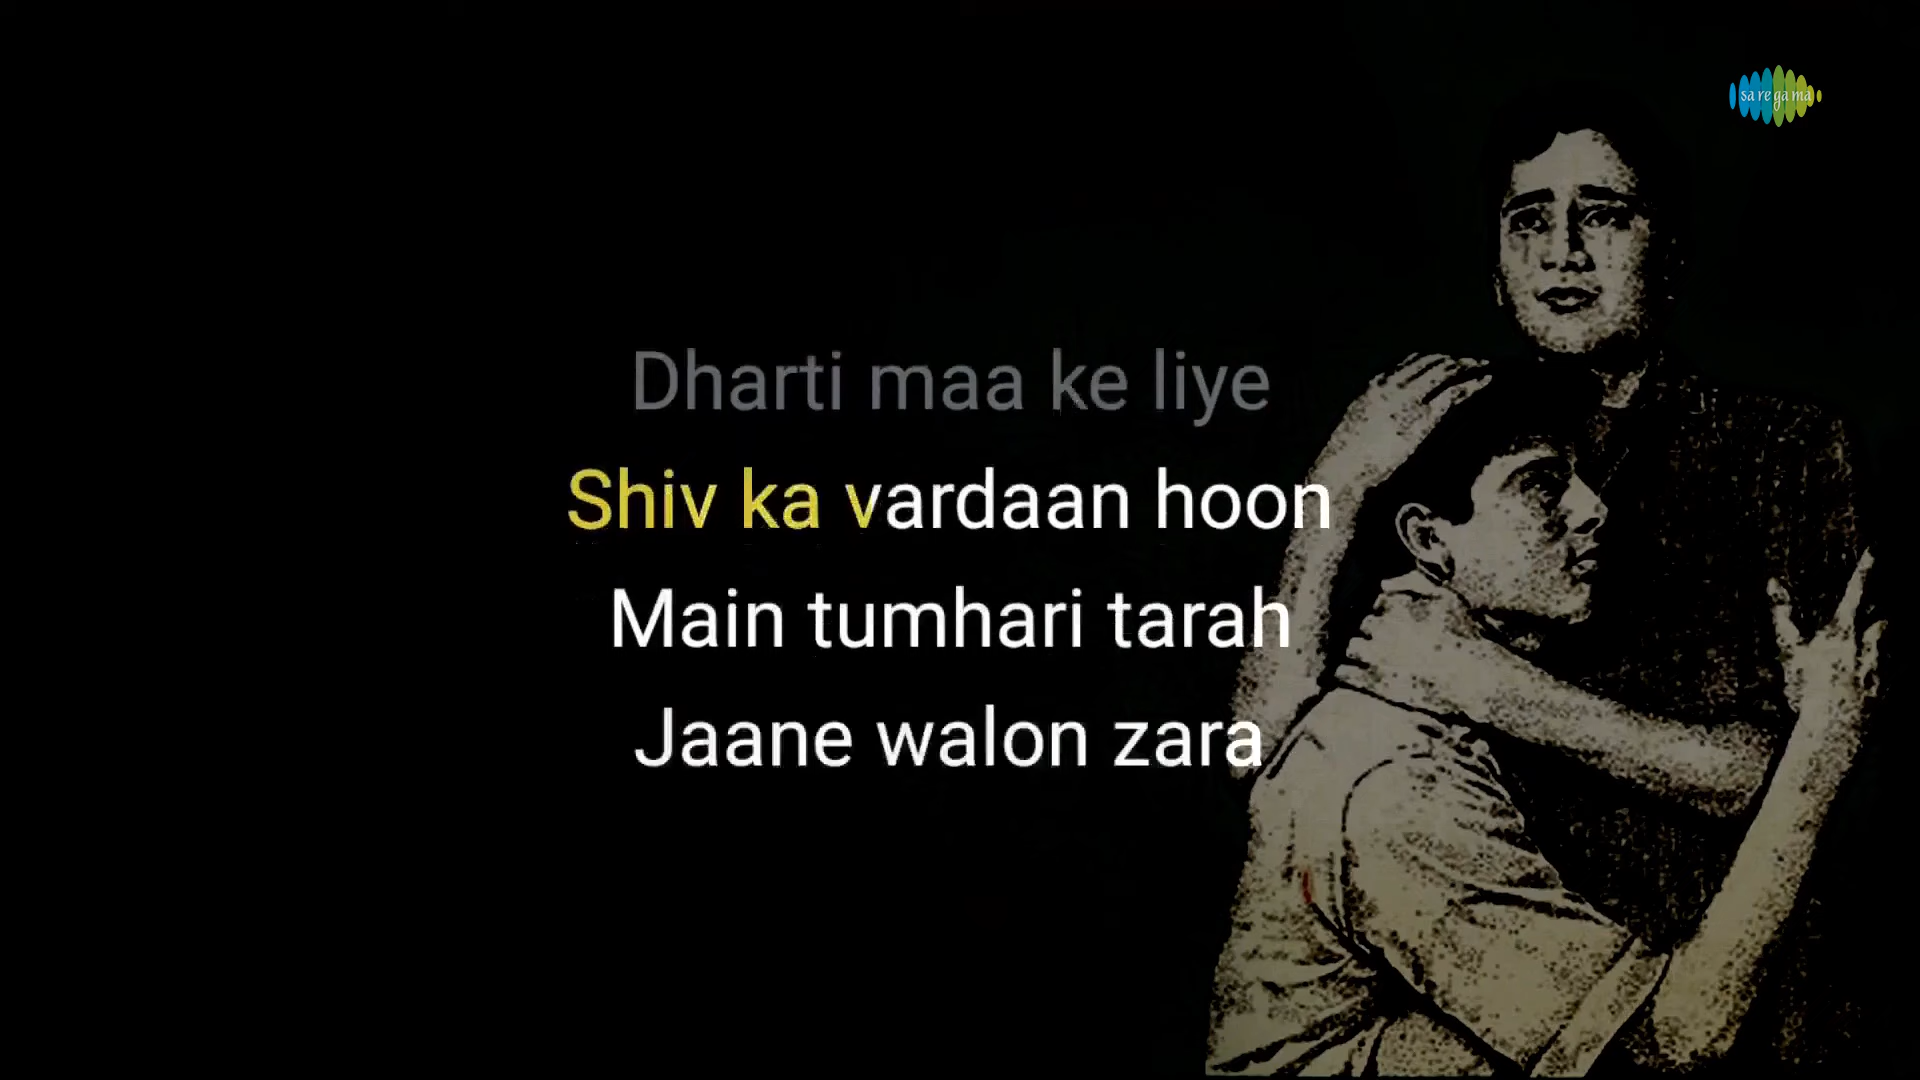 sa re ga ma
Dharti maa ke liye
Shiv ka vardaan hoon
Main tumhari tarah
Jaane walon zara